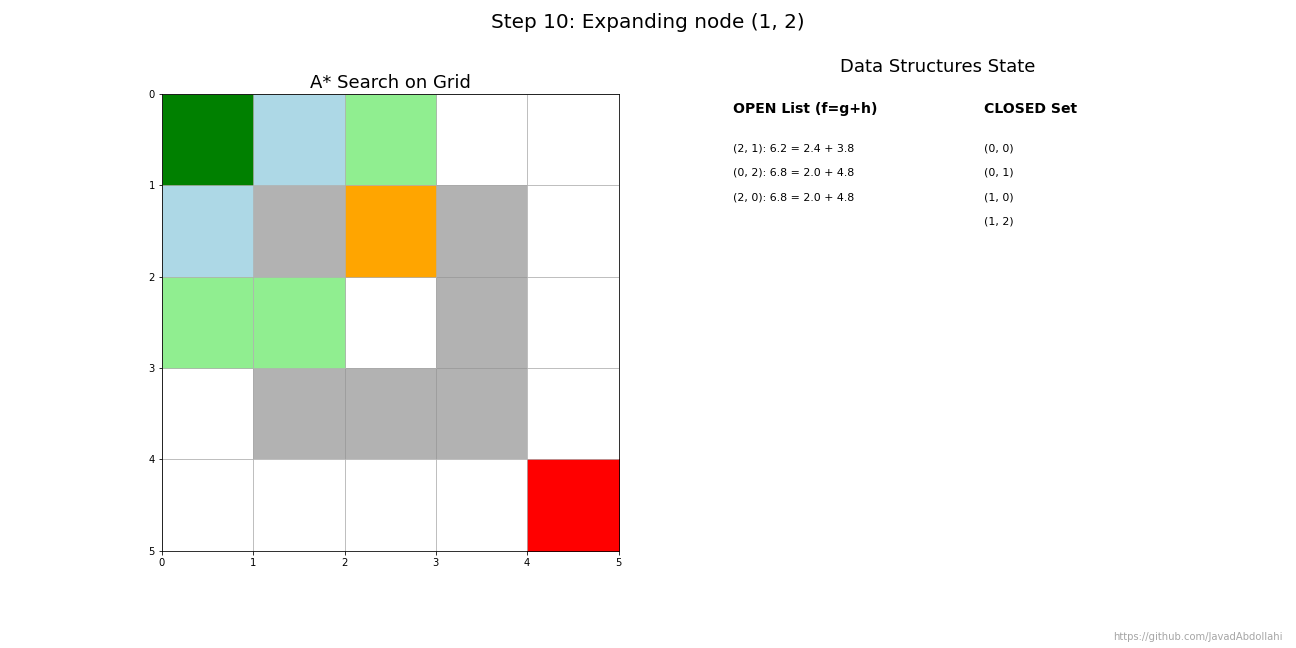 Step 10: Expanding node (1, 2)
A* Search on Grid
0
1
2
3
4
5
0 1 2 3 4 5
Data Structures State
OPEN List (f=g+h)
(2, 1): 6.2 = 2.4 + 3.8
(0, 2): 6.8 = 2.0 + 4.8
(2, 0): 6.8 = 2.0 + 4.8
CLOSED Set
(0, 0)
(0, 1)
(1, 0)
(1, 2)
https://github.com/JavadAbdollahi